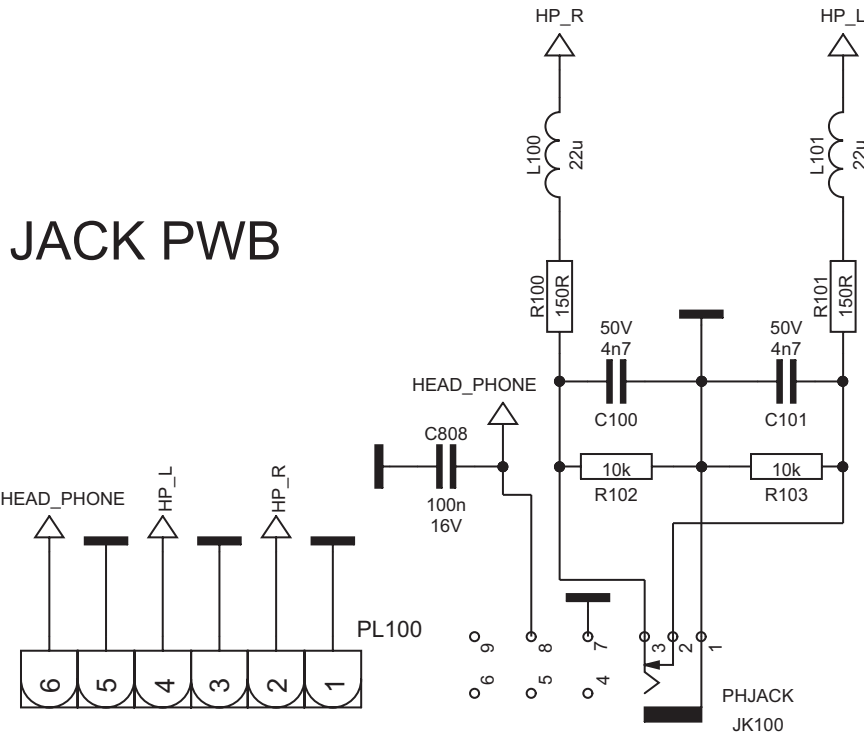 HP_R
HP_L
L100
22u
L101
22u
JACK PWB
R100
150R
R101
150R
50V
4n7
C100
50V
4n7
C101
HEAD_PHONE
C808
100n
16V
10k
R102
10k
R103
HEAD_PHONE
HP_L
HP_R
PL100
6
5
4
3
2
1
9
8
7
3
2
1
6
5
4
PHJACK
JK100